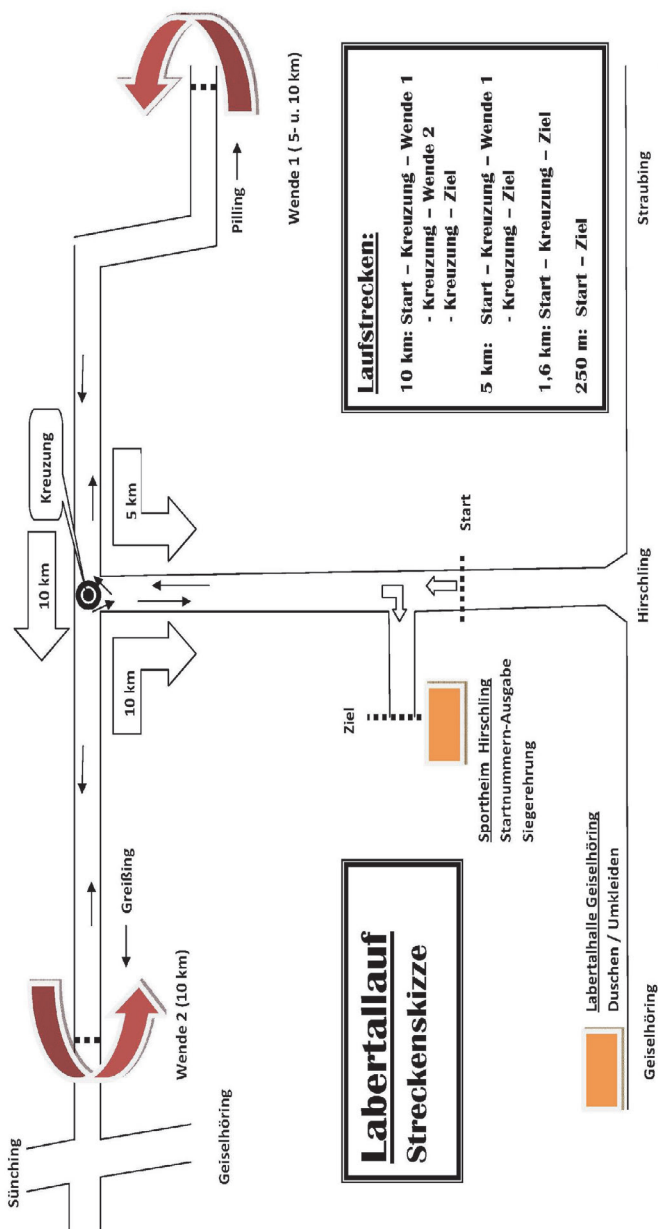 Labertallauf
Streckenskizze
Sünching
Geiselhöring
Wende 2 (10 km)
Greißing
10 km
Kreuzung
10 km
5 km
Pilling
Wende 1 ( 5- u. 10 km)
Ziel
Start
Sportheim Hirschling
Startnummern-Ausgabe
Siegerehrung
Laufstrecken:
10 km: Start – Kreuzung – Wende 1
- Kreuzung – Wende 2
- Kreuzung – Ziel
5 km: Start – Kreuzung – Wende 1
- Kreuzung – Ziel
1,6 km: Start – Kreuzung – Ziel
250 m: Start – Ziel
Labertalhalle Geiselhöring
Duschen / Umkleiden
Geiselhöring
Hirschling
Straubing